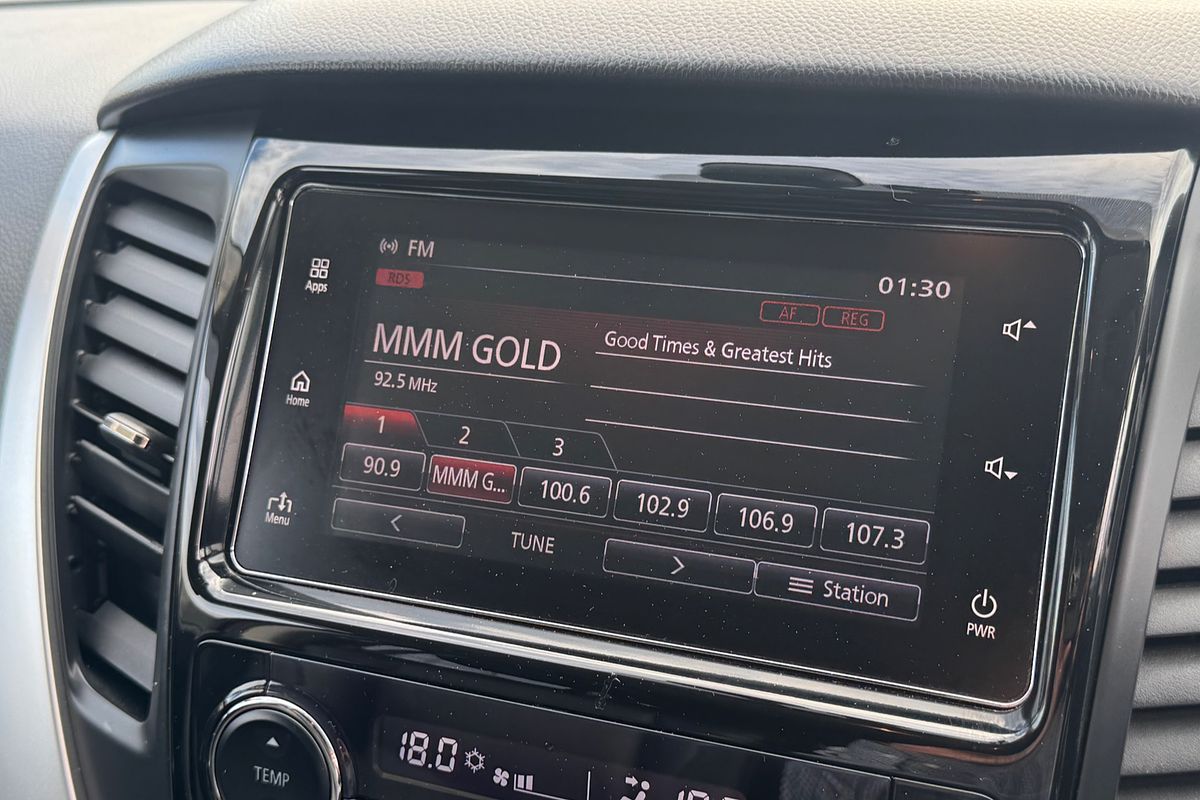 FM
01:30
RDS
AF REG
Apps
MMM GOLD
Good Times & Greatest Hits
92.5 MHz
Home
1 2 3
90.9 MMM G... 100.6 102.9 106.9 107.3
Menu
TUNE
Station
PWR
TEMP
18.0